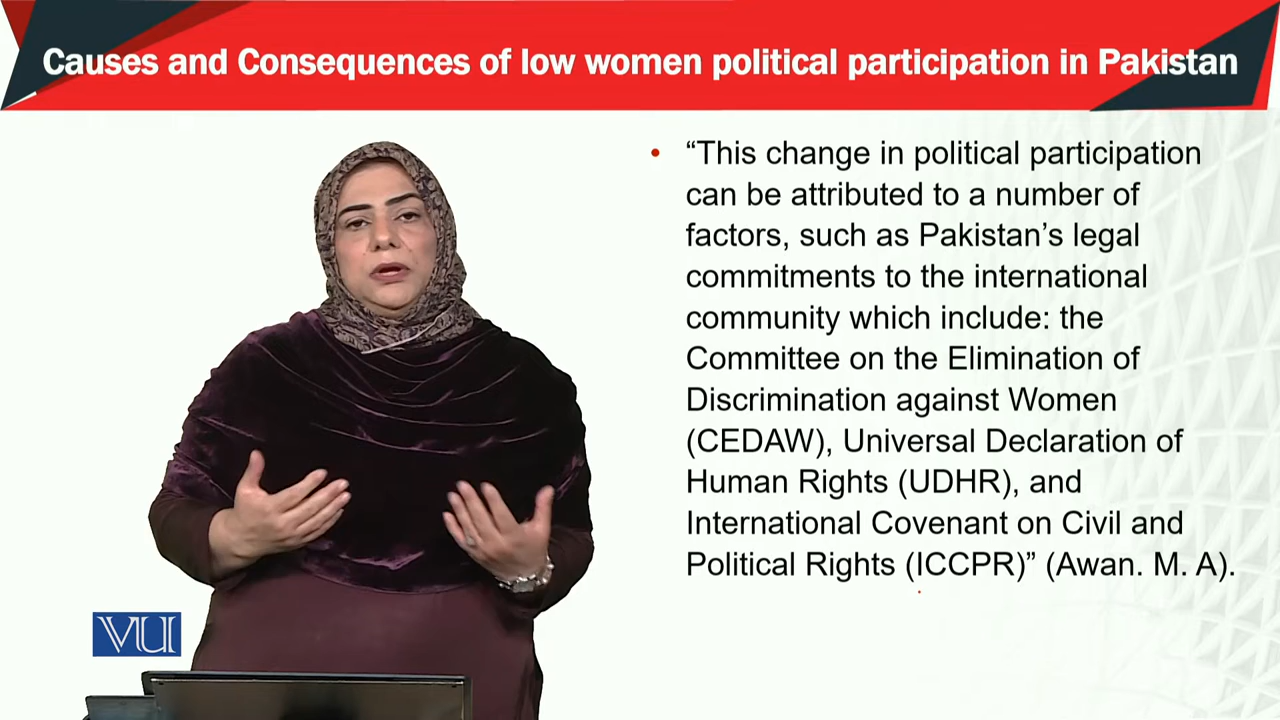 Causes and Consequences of low women political participation in Pakistan
• “This change in political participation
can be attributed to a number of
factors, such as Pakistan’s legal
commitments to the international
community which include: the
Committee on the Elimination of
Discrimination against Women
(CEDAW), Universal Declaration of
Human Rights (UDHR), and
International Covenant on Civil and
Political Rights (ICCPR)” (Awan. M. A).
VU